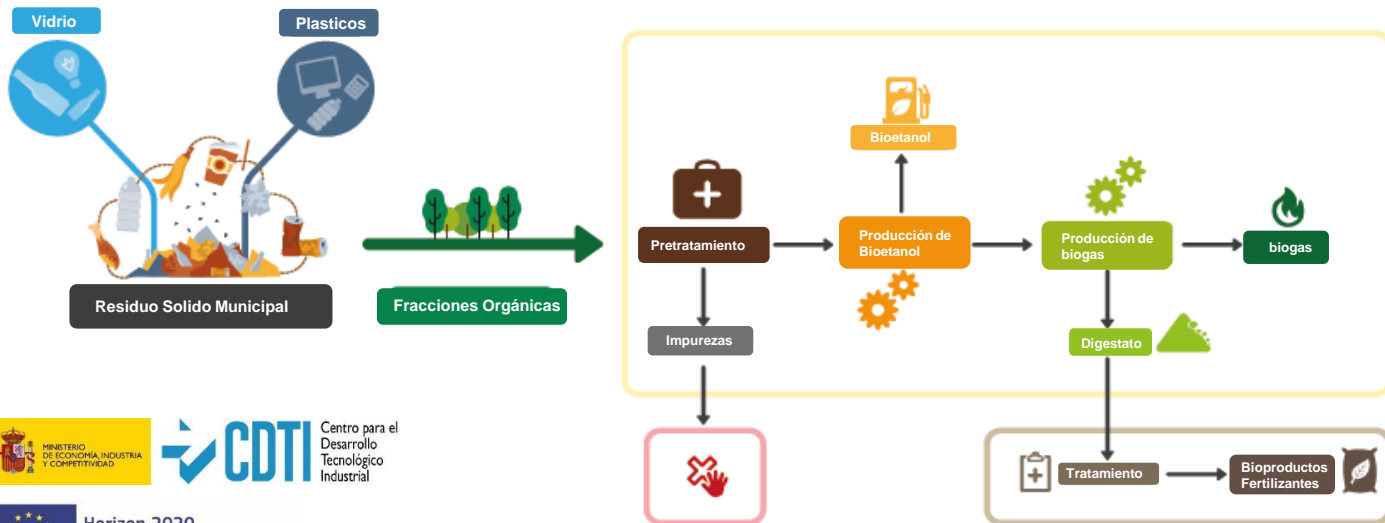 Vidrio
Plasticos
Bioetanol
Pretratamiento
Producción de
Bioetanol
Producción de
biogas
biogas
Residuo Solido Municipal
Fracciones Orgánicas
Impurezas
Digestato
MINISTERIO
DE ECONOMÍA, INDUSTRIA
Y COMPETITIVIDAD
CDTI
Centro para el
Desarrollo
Tecnológico
Industrial
Tratamiento
Bioproductos
Fertilizantes
Horizon 2020